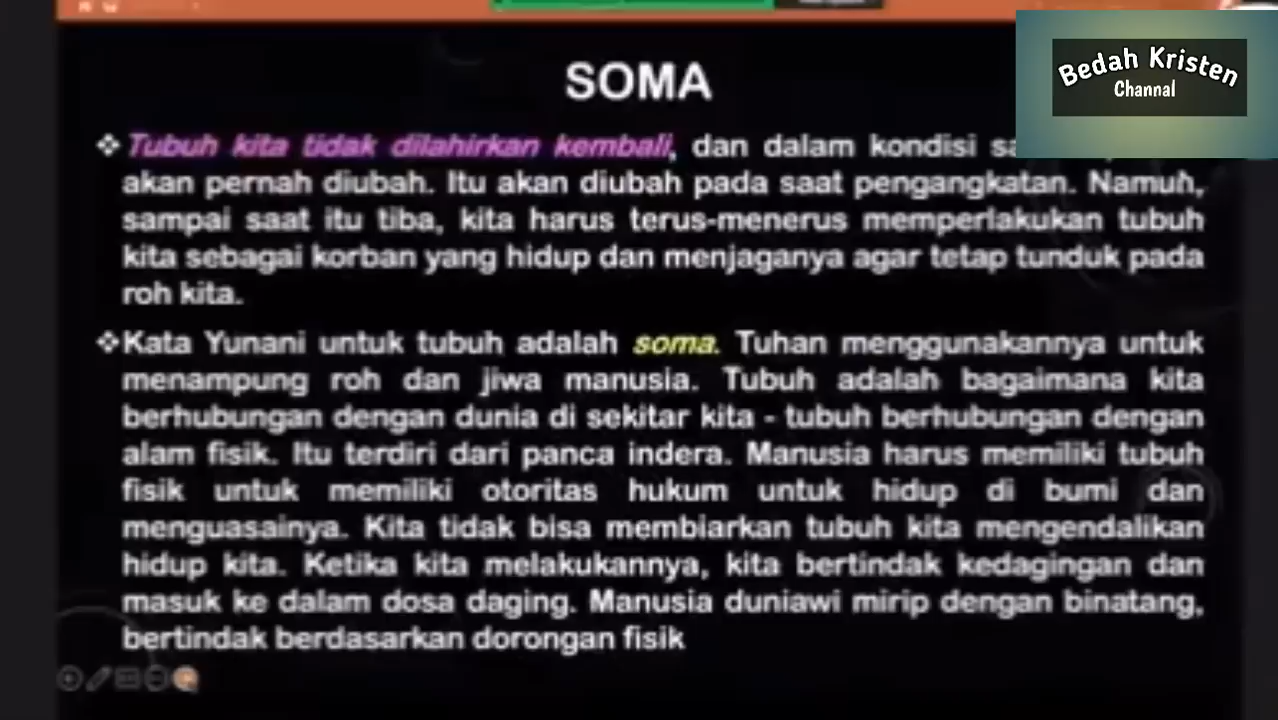 Bedah Kristen
Channal
SOMA
❖Tubuh kita tidak dilahirkan kembali, dan dalam kondisi
akan pernah diubah. Itu akan diubah pada saat pengangkatan. Namun,
sampai saat itu tiba, kita harus terus-menerus memperlakukan tubuh
kita sebagai korban yang hidup dan menjaganya agar tetap tunduk pada
roh kita.
❖Kata Yunani untuk tubuh adalah soma. Tuhan menggunakannya untuk
menampung roh dan jiwa manusia. Tubuh adalah bagaimana kita
berhubungan dengan dunia di sekitar kita - tubuh berhubungan dengan
alam fisik. Itu terdiri dari panca indera. Manusia harus memiliki tubuh
fisik untuk memiliki otoritas hukum untuk hidup di bumi dan
menguasainya. Kita tidak bisa membiarkan tubuh kita mengendalikan
hidup kita. Ketika kita melakukannya, kita bertindak kedagingan dan
masuk ke dalam dosa daging. Manusia duniawi mirip dengan binatang,
bertindak berdasarkan dorongan fisik